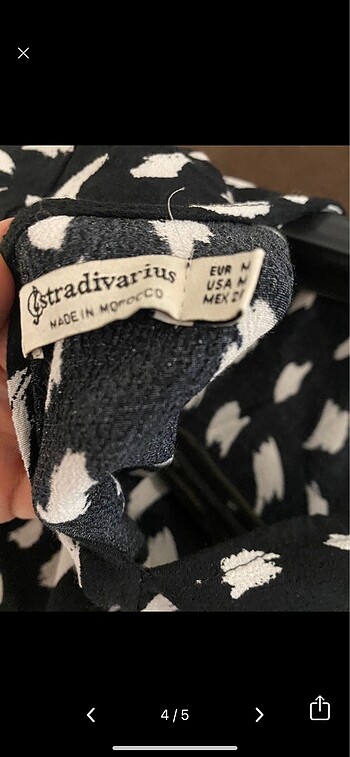 stradivarius
MADE IN MOROCCO
EUR M
USA M
MEX
4/5